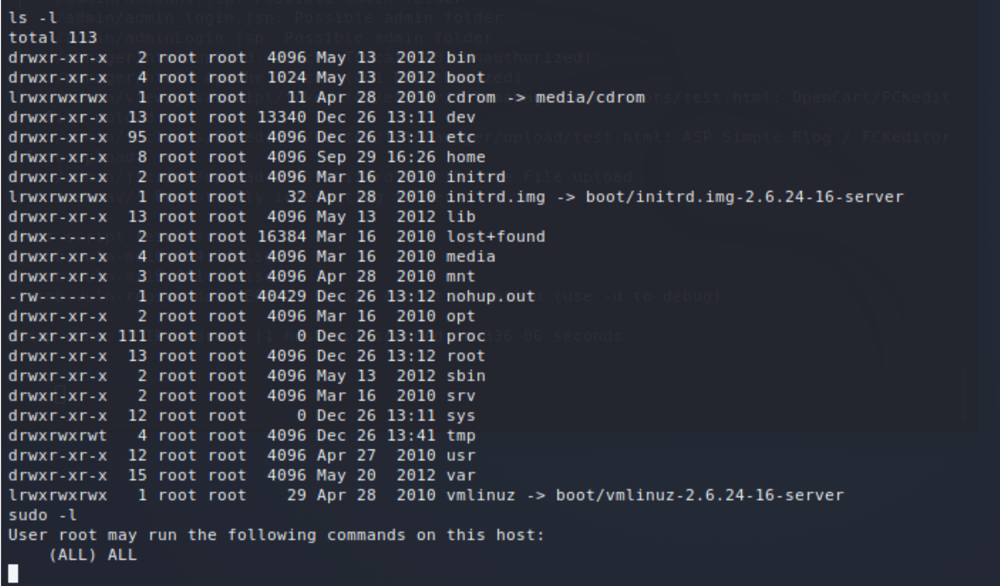 ls -l
total 113
drwxr-xr-x   2 root root  4096 May 13  2012 bin
drwxr-xr-x   4 root root  1024 May 13  2012 boot
lrwxrwxrwx   1 root root    11 Apr 28  2010 cdrom -> media/cdrom
drwxr-xr-x  13 root root 13340 Dec 26 13:11 dev
drwxr-xr-x  95 root root  4096 Dec 26 13:11 etc
drwxr-xr-x   8 root root  4096 Sep 29 16:26 home
drwxr-xr-x   2 root root  4096 Mar 16  2010 initrd
lrwxrwxrwx   1 root root    32 Apr 28  2010 initrd.img -> boot/initrd.img-2.6.24-16-server
drwxr-xr-x  13 root root  4096 May 13  2012 lib
drwx------   2 root root 16384 Mar 16  2010 lost+found
drwxr-xr-x   4 root root  4096 Mar 16  2010 media
drwxr-xr-x   3 root root  4096 Apr 28  2010 mnt
-rw-------   1 root root 40429 Dec 26 13:12 nohup.out
drwxr-xr-x   2 root root  4096 Mar 16  2010 opt
dr-xr-xr-x 111 root root     0 Dec 26 13:11 proc
drwxr-xr-x  13 root root  4096 Dec 26 13:12 root
drwxr-xr-x   2 root root  4096 May 13  2012 sbin
drwxr-xr-x   2 root root  4096 Mar 16  2010 srv
drwxr-xr-x  12 root root     0 Dec 26 13:11 sys
drwxrwxrwt   4 root root  4096 Dec 26 13:41 tmp
drwxr-xr-x  12 root root  4096 Apr 27  2010 usr
drwxr-xr-x  15 root root  4096 May 20  2012 var
lrwxrwxrwx   1 root root    29 Apr 28  2010 vmlinuz -> boot/vmlinuz-2.6.24-16-server
sudo -l
User root may run the following commands on this host:
    (ALL) ALL